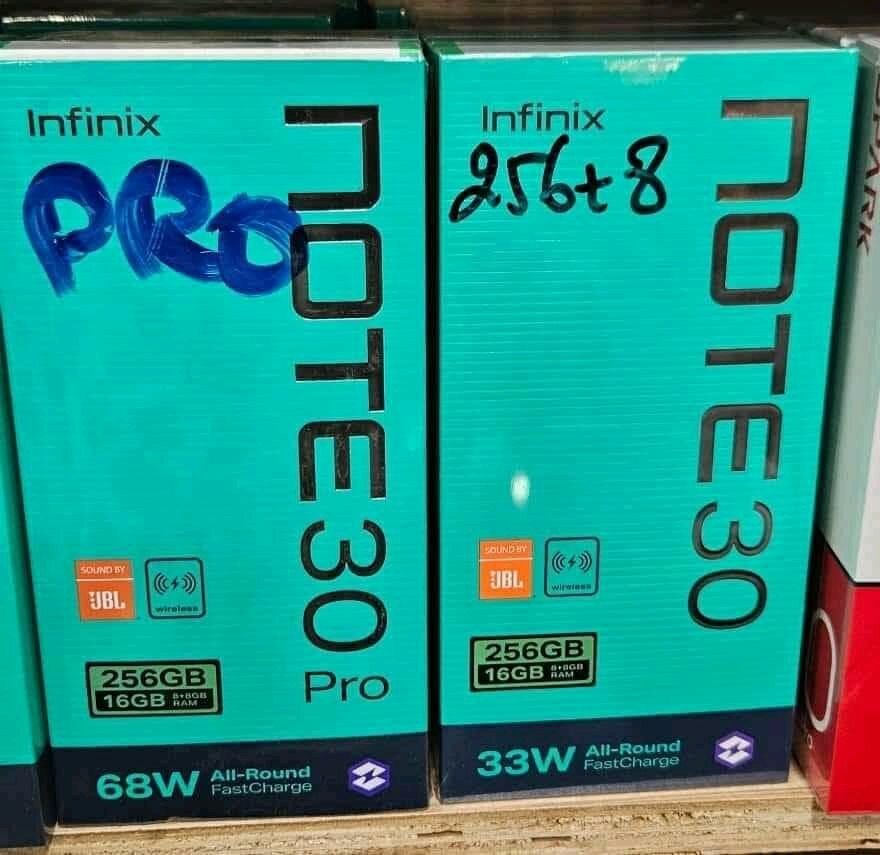 Infinix
PRO
NOTE30
Pro
SOUND BY
JBL
wireless
256GB
16GB 8+8GB
RAM
68W All-Round
FastCharge
Infinix
256+8
NOTE30
SOUND BY
JBL
wireless
256GB
16GB 8+8GB
RAM
33W All-Round
FastCharge
SPARK